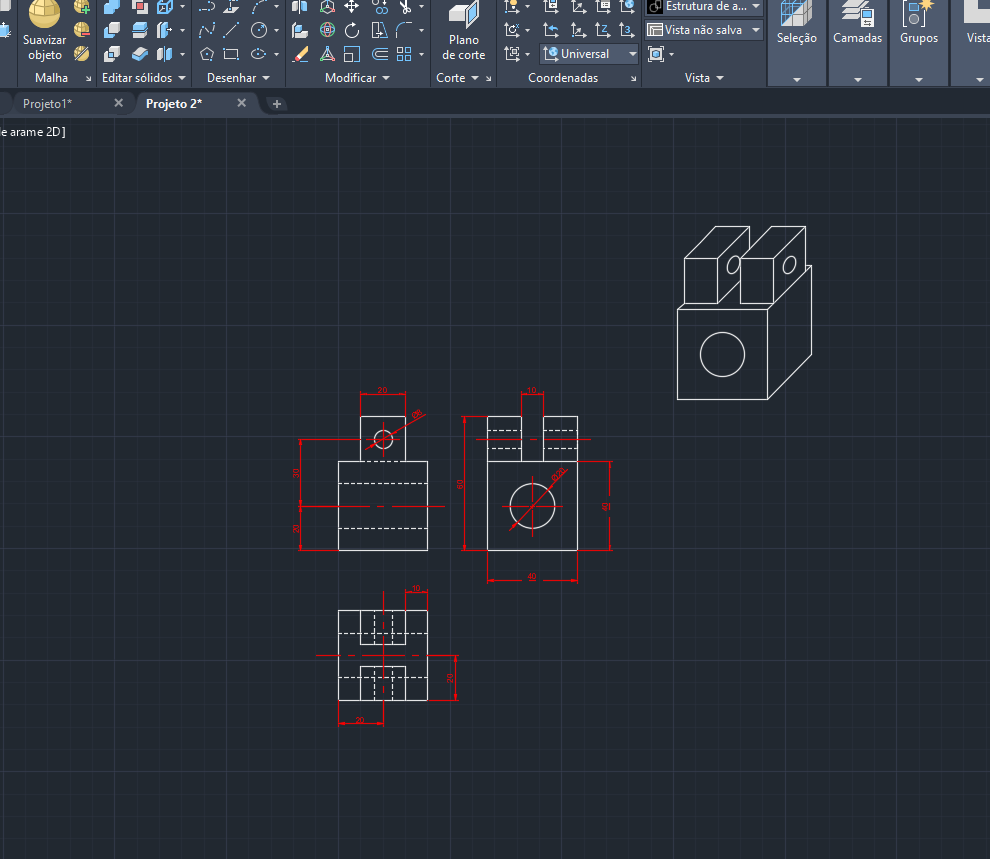 Suavizar
objeto
Malha
Editar sólidos
Desenhar
Modificar
Plano
de corte
Corte
Universal
Coordenadas
Estrutura de a...
Vista não salva
Vista
Seleção
Camadas
Grupos
Vista
Projeto1*
Projeto 2*
e arame 2D]
20
Ø8
30
20
10
60
Ø20
40
40
10
20
20